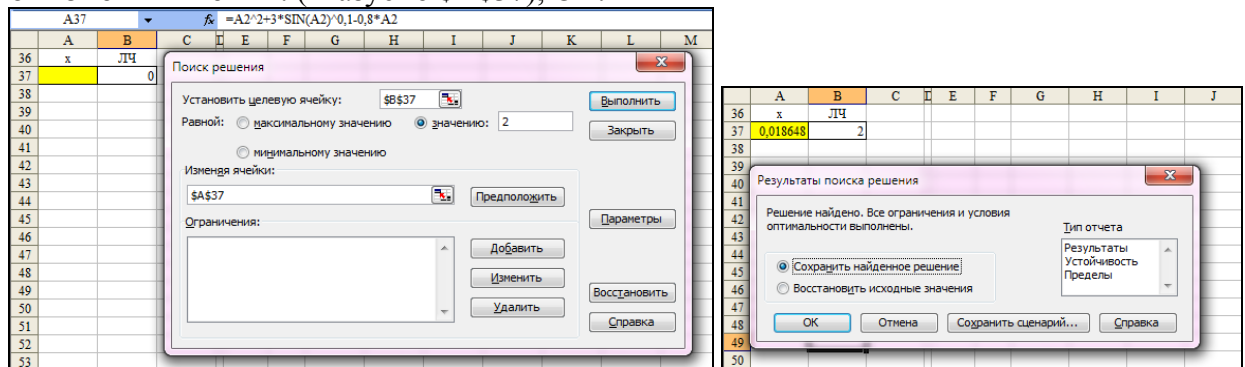 A37 fx =A2^2+3*SIN(A2)^0,1-0,8*A2
A B C D E F G H I J K L M
36 x ЛЧ
37 0
38
39
40
41
42
43
44
45
46
47
48
49
50
51
52
53
Поиск решения
Установить целевую ячейку: $B$37 Выполнить
Равной: максимальному значению значению: 2 Закрыть
минимальному значению
Изменяя ячейки:
$A$37 Предположить
Ограничения: Параметры
Добавить
Изменить
Удалить
Восстановить
Справка
A B C D E F G H I J
36 x ЛЧ
37 0,018648 2
38
39
40
41
42
43
44
45
46
47
48
49
50
Результаты поиска решения
Решение найдено. Все ограничения и условия
оптимальности выполнены.
Тип отчета
Результаты
Устойчивость
Пределы
Сохранить найденное решение
Восстановить исходные значения
ОК Отмена Сохранить сценарий... Справка